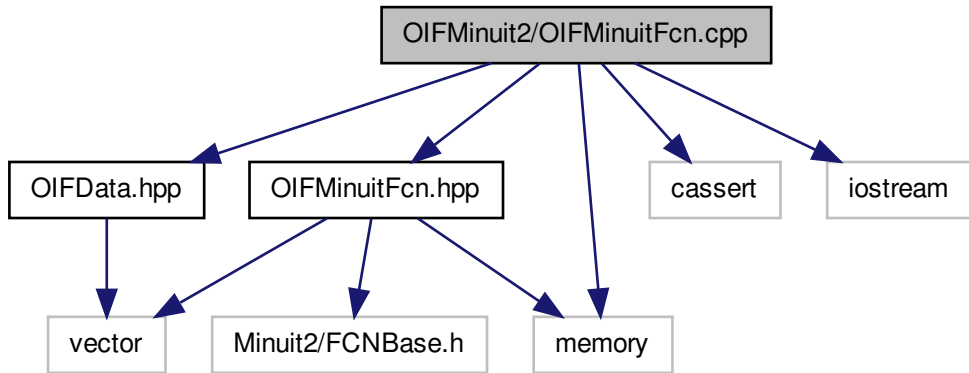 OIFMinuit2/OIFMinuitFcn.cpp
OIFData.hpp
OIFMinuitFcn.hpp
cassert
iostream
vector
Minuit2/FCNBase.h
memory